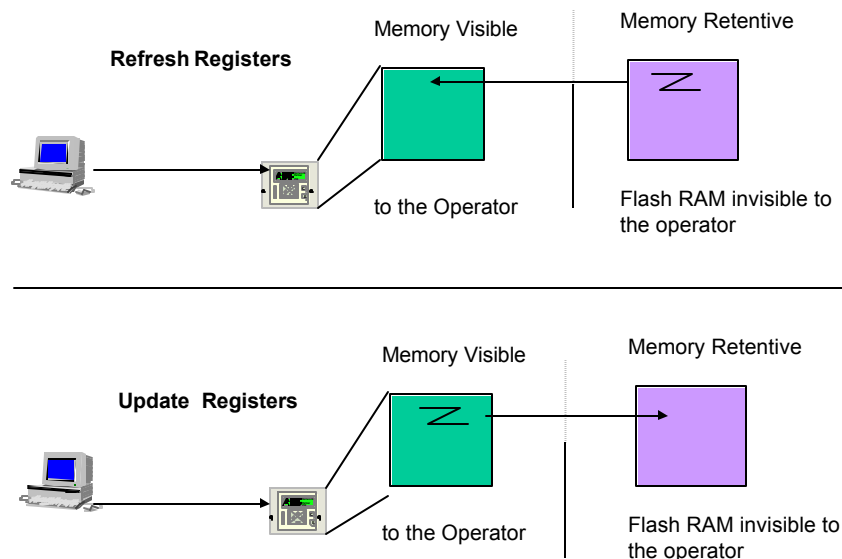 Memory Visible
Memory Retentive
Refresh Registers
to the Operator
Flash RAM invisible to
the operator
Memory Visible
Memory Retentive
Update Registers
to the Operator
Flash RAM invisible to
the operator